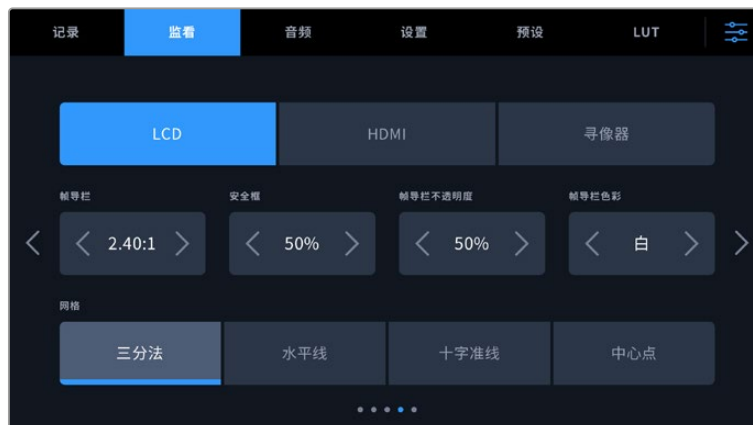 记录 监看 音频 设置 预设 LUT
LCD HDMI 寻像器
帧导栏 安全框 帧导栏不透明度 帧导栏色彩
2.40:1 50% 50% 白
网格
三分法 水平线 十字准线 中心点